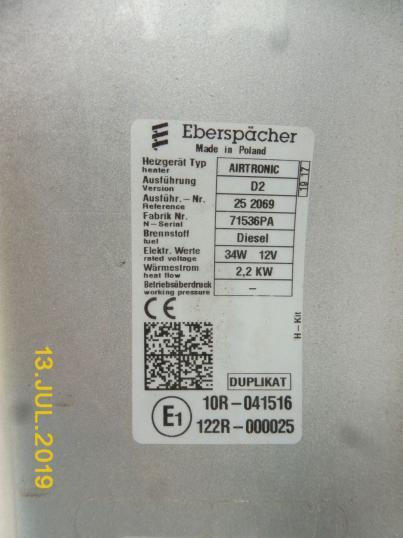 Eberspächer
Made in Poland
Heizgerät Typ
heater
AIRTRONIC
Ausführung
Version
D2
Ausführ.-Nr.
Reference
25 2069
Fabrik Nr.
N-Serial
71536PA
Brennstoff
fuel
Diesel
Elektr. Werte
rated voltage
34W 12V
Wärmestrom
heat flow
2,2 KW
Betriebsüberdruck
working pressure
–
19 17
H-Kit
CE
DUPLIKAT
E1
10R-041516
122R-000025
13.JUL.2019